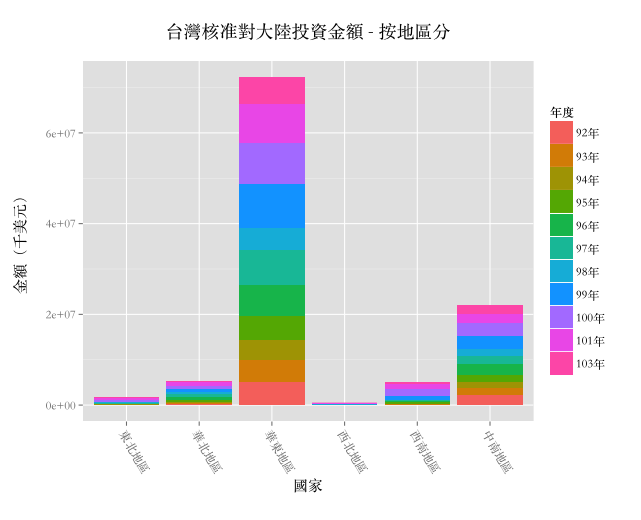 台灣核准對大陸投資金額 - 按地區分
金額（千美元）
6e+07
4e+07
2e+07
0e+00
東北地區
華北地區
華東地區
西北地區
西南地區
中南地區
國家
年度
92年
93年
94年
95年
96年
97年
98年
99年
100年
101年
103年